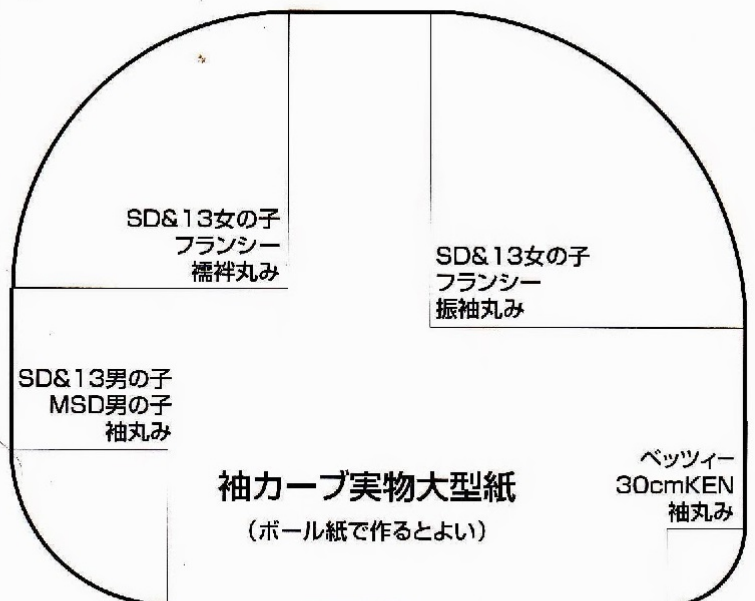 SD&13女の子
フランシー
襦袢丸み
SD&13女の子
フランシー
振袖丸み
SD&13男の子
MSD男の子
袖丸み
袖カーブ実物大型紙
(ボール紙で作るとよい)
ベッツィー
30cmKEN
袖丸み